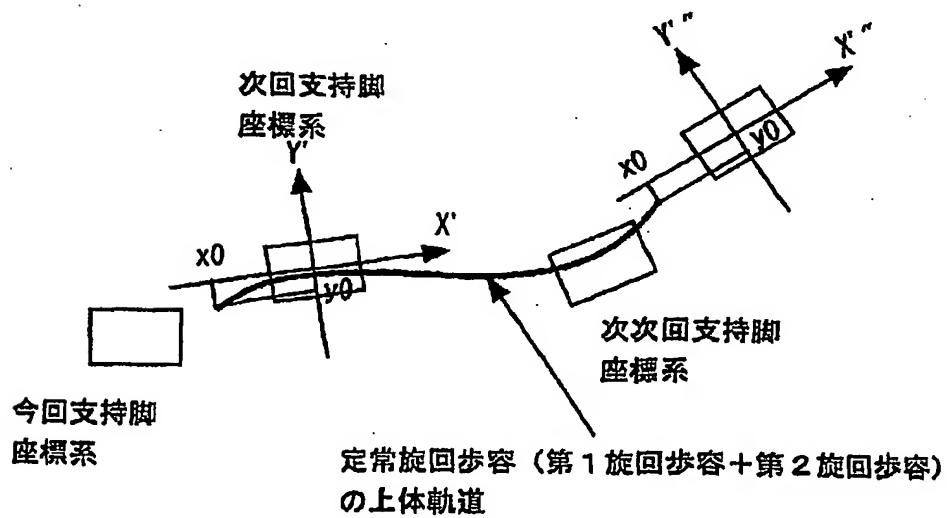 次回支持脚
座標系
Y'
X'
x0
y0
Y'"
X'"
x0
y0
今回支持脚
座標系
次次回支持脚
座標系
定常旋回歩容（第1旋回歩容+第2旋回歩容）
の上体軌道